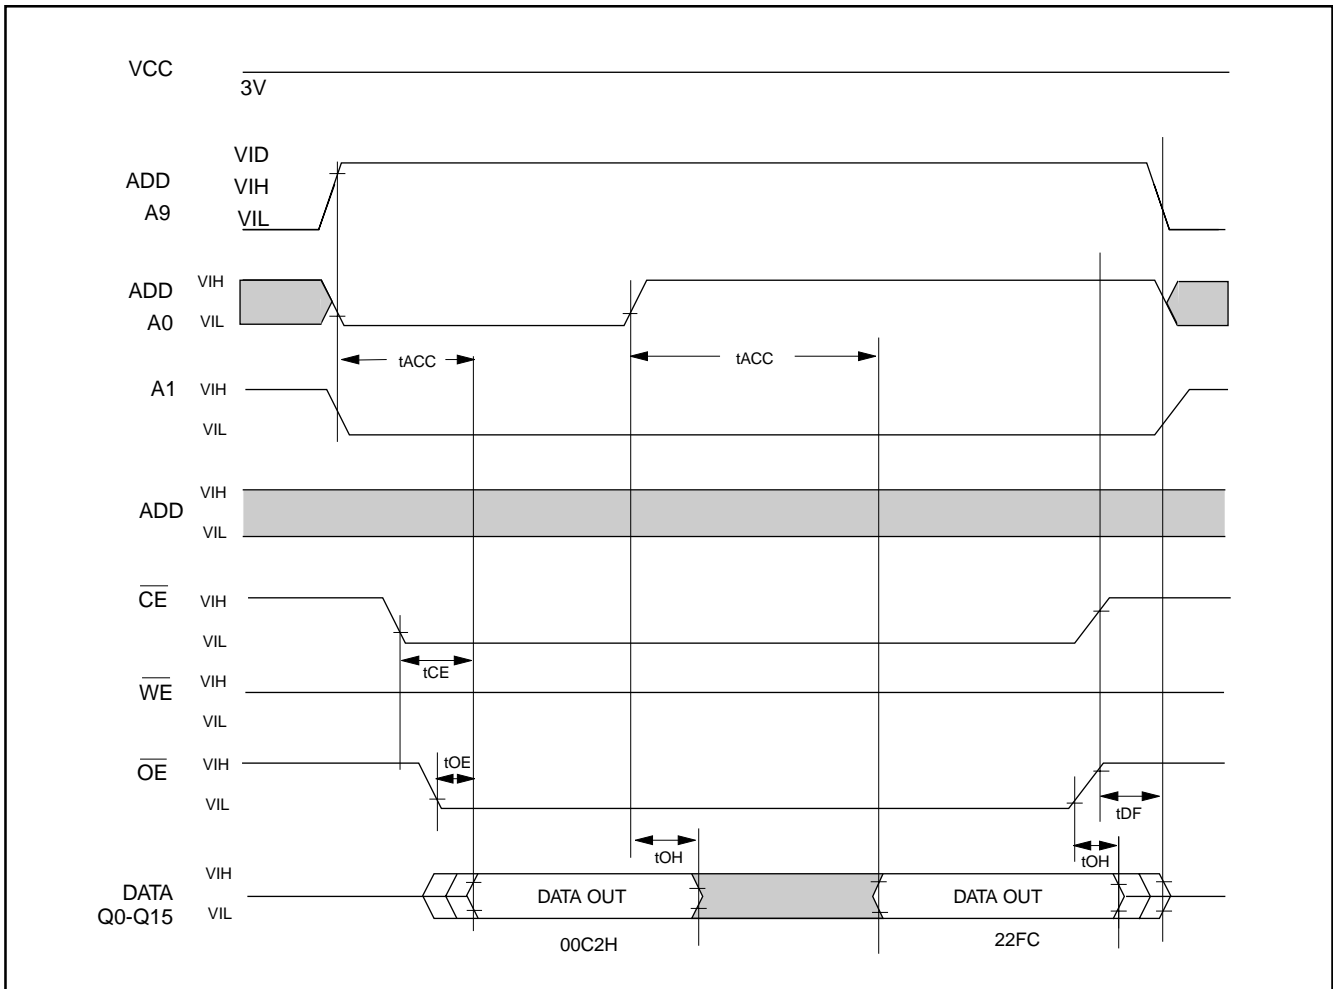 VCC
3V
VID
ADD
VIH
A9
VIL
ADD
VIH
A0
VIL
tACC
tACC
A1
VIH
VIL
VIH
ADD
VIL
CE
VIH
VIL
tCE
WE
VIH
VIL
OE
VIH
tOE
VIL
tDF
tOH
tOH
VIH
DATA
DATA OUT
DATA OUT
Q0-Q15
VIL
00C2H
22FC